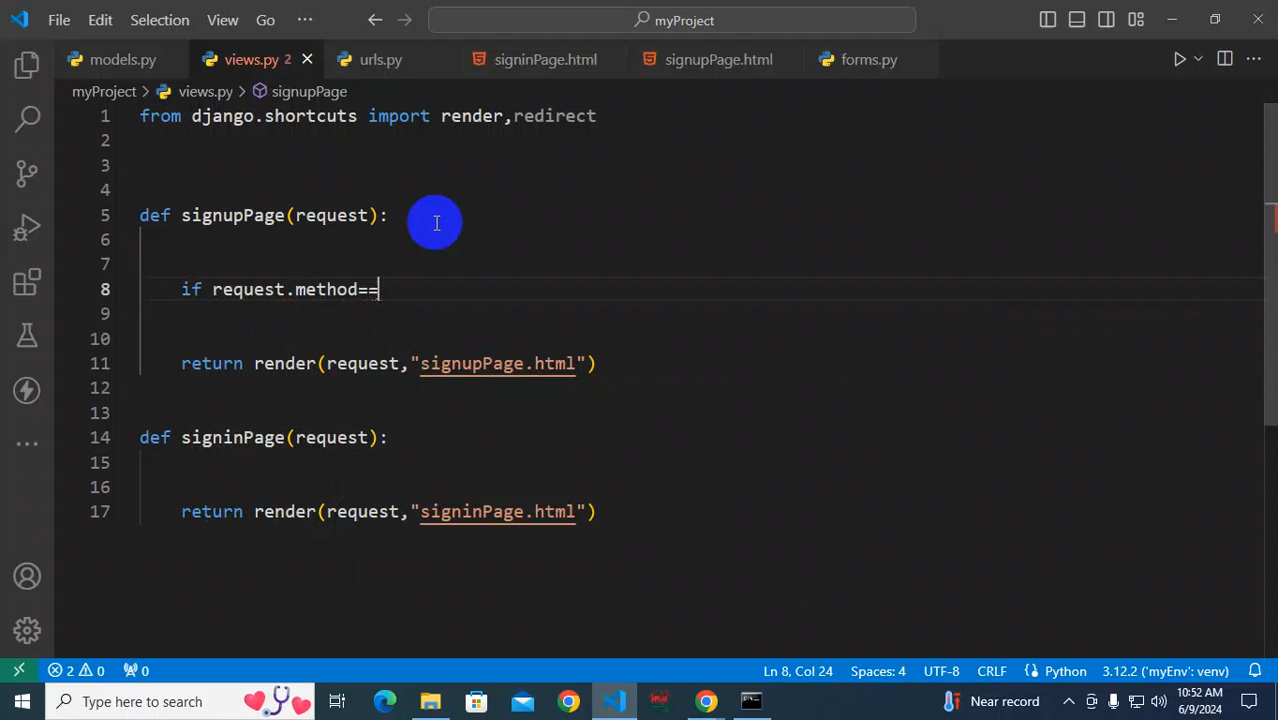 File Edit Selection View Go ··· myProject
models.py views.py 2 urls.py signinPage.html signupPage.html forms.py
myProject > views.py > signupPage
1 from django.shortcuts import render,redirect
2
3
4
5 def signupPage(request):
6
7
8 if request.method==
9
10
11 return render(request,"signupPage.html")
12
13
14 def signinPage(request):
15
16
17 return render(request,"signinPage.html")
2 0 0 Ln 8, Col 24 Spaces: 4 UTF-8 CRLF Python 3.12.2 ('myEnv': venv)
Type here to search Near record 10:52 AM
6/9/2024